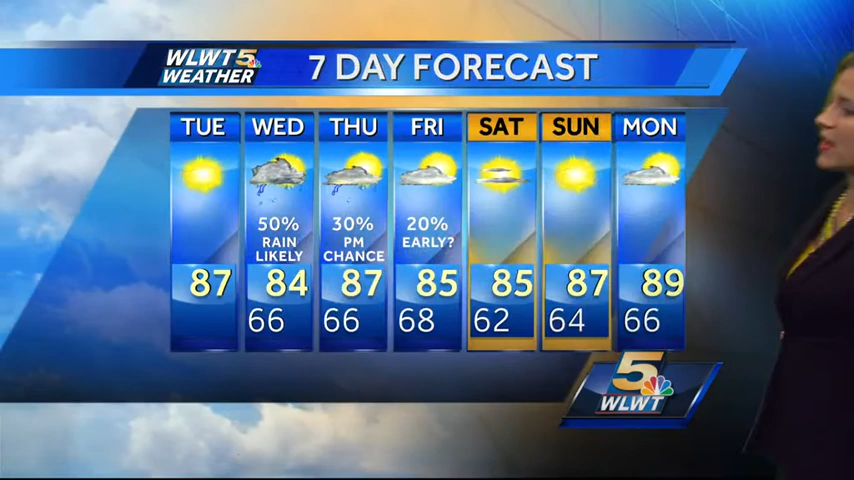 WLWT 5
WEATHER
7 DAY FORECAST
TUE WED THU FRI SAT SUN MON
50% 30% 20%
RAIN PM EARLY?
LIKELY CHANCE
87 84 87 85 85 87 89
66 66 68 62 64 66
5
WLWT